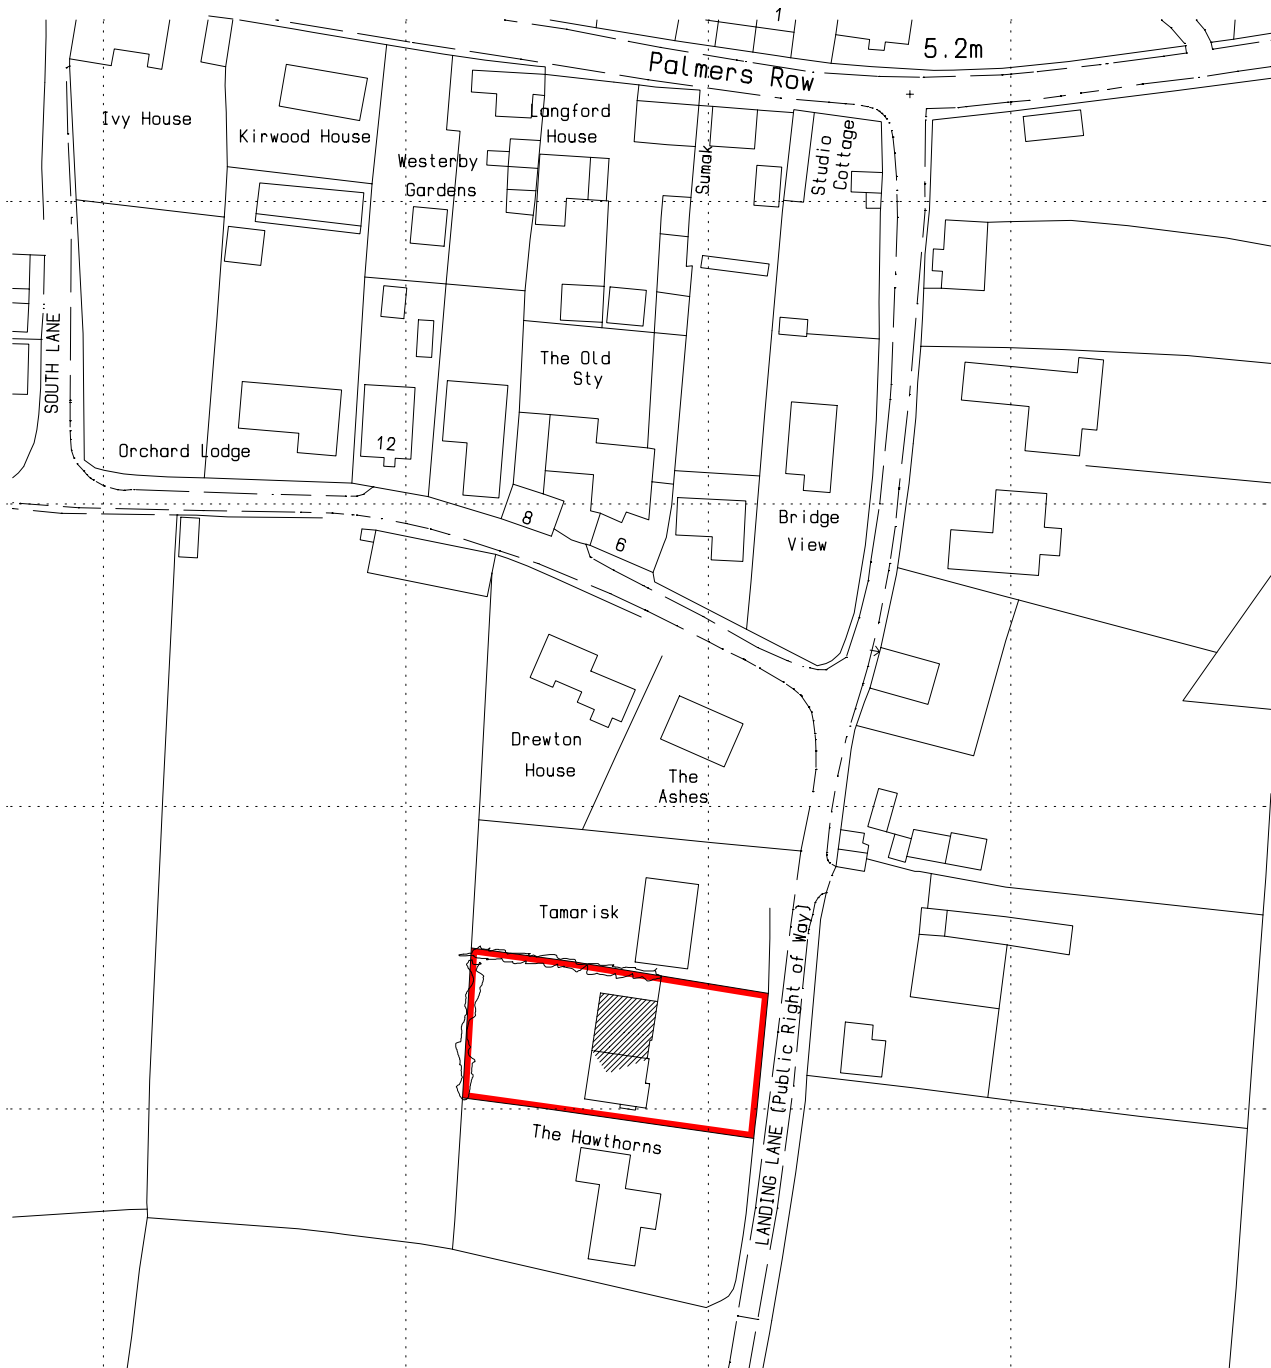 1
5.2m
Palmers Row
Ivy House
Kirwood House
Langford
House
Westerby
Gardens
Sumak
Studio
Cottage
SOUTH LANE
The Old
Sty
12
Orchard Lodge
8
6
Bridge
View
Drewton
House
The
Ashes
Tamarisk
LANDING LANE (Public Right of Way)
The Hawthorns